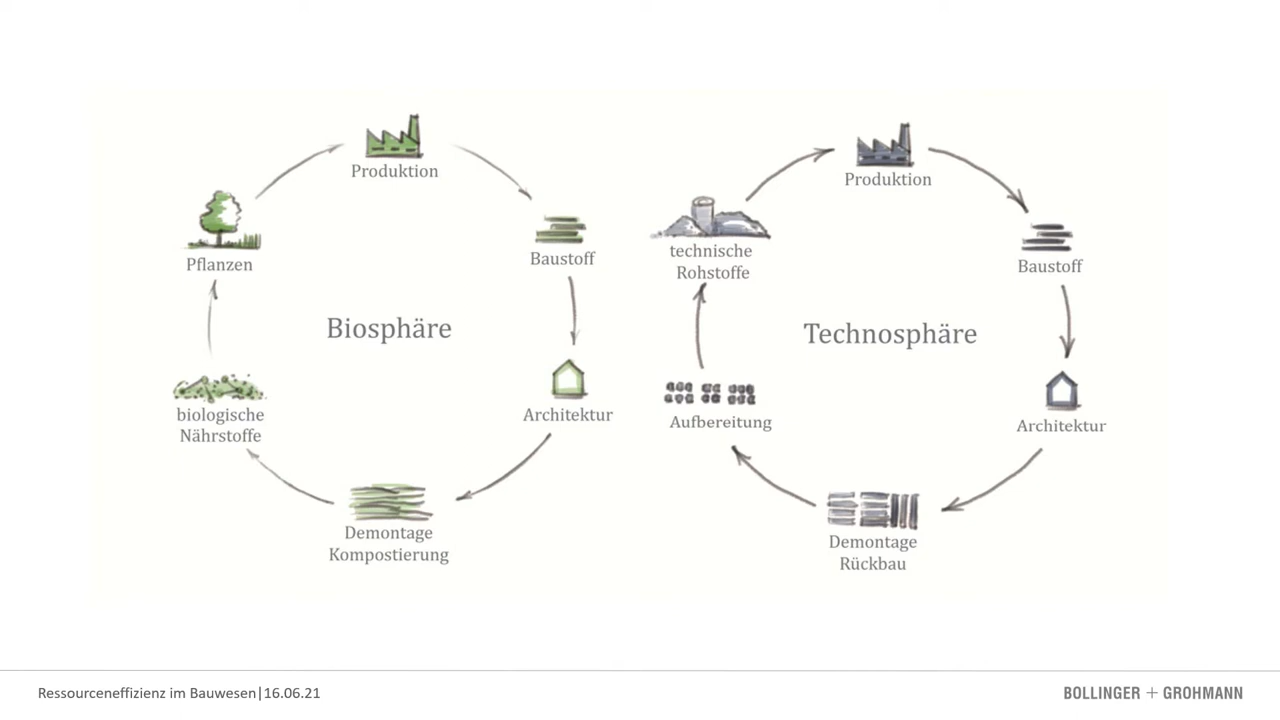 Produktion
Pflanzen
Baustoff
Biosphäre
biologische
Nährstoffe
Architektur
Demontage
Kompostierung
Produktion
technische
Rohstoffe
Baustoff
Technosphäre
Aufbereitung
Architektur
Demontage
Rückbau
Ressourceneffizienz im Bauwesen|16.06.21
BOLLINGER + GROHMANN